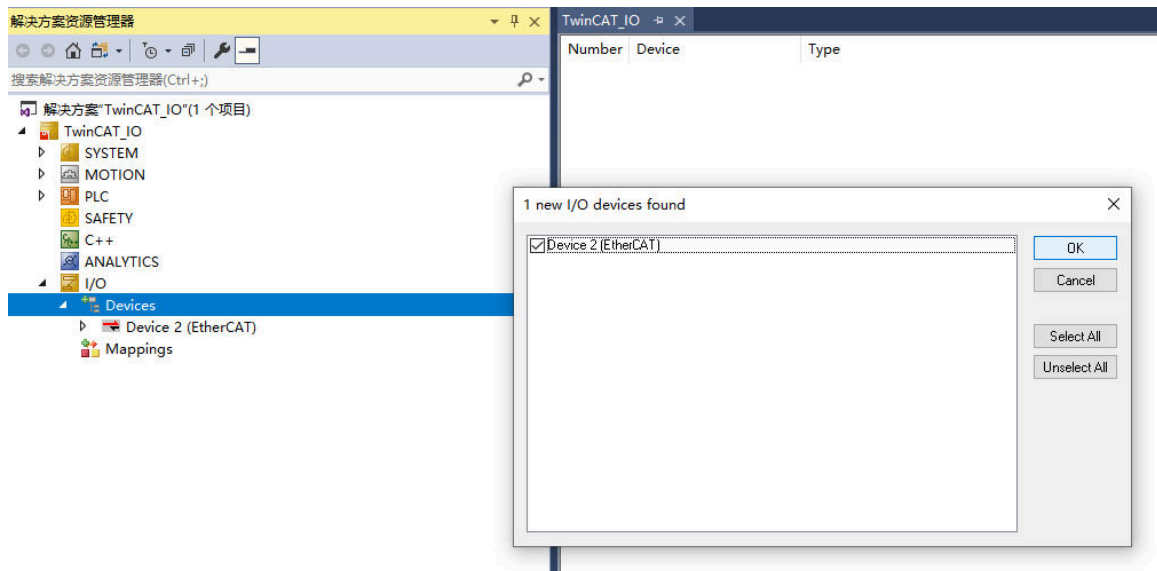 解决方案资源管理器
搜索解决方案资源管理器(Ctrl+;)
解决方案"TwinCAT_IO"(1 个项目)
TwinCAT_IO
SYSTEM
MOTION
PLC
SAFETY
C++
ANALYTICS
I/O
Devices
Device 2 (EtherCAT)
Mappings
TwinCAT_IO
Number Device Type
1 new I/O devices found
Device 2 (EtherCAT)
OK
Cancel
Select All
Unselect All